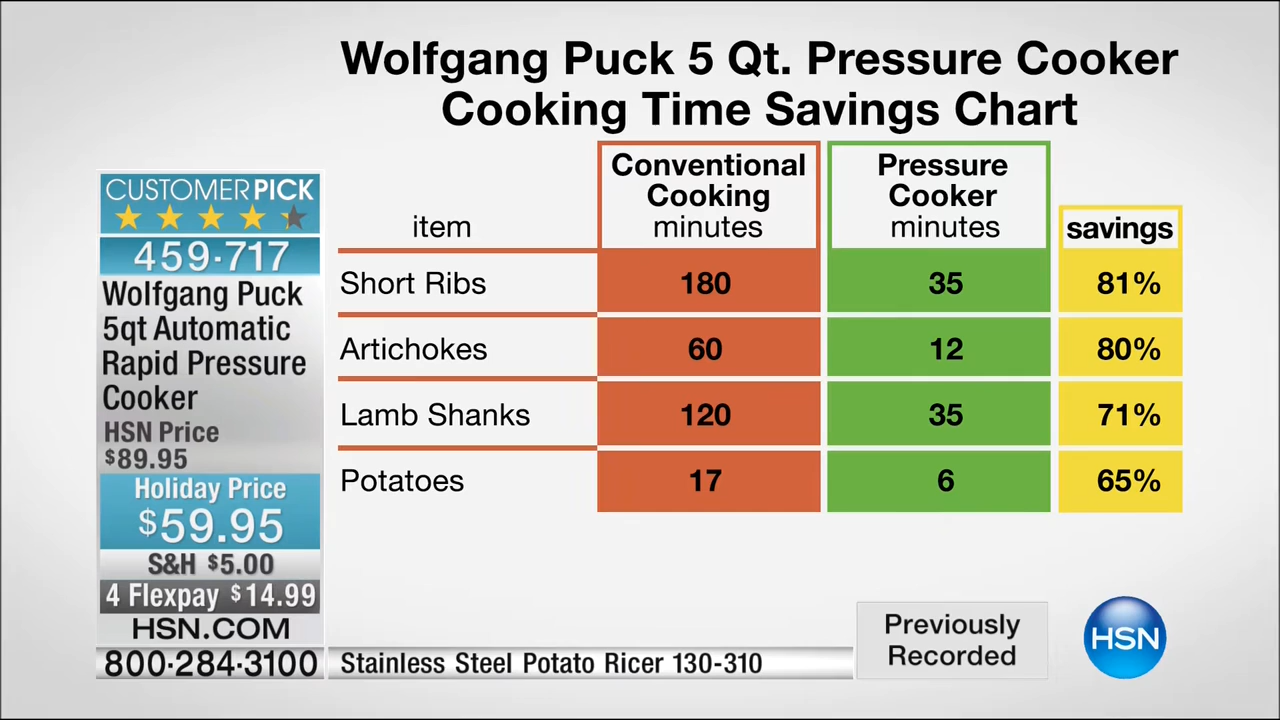 Wolfgang Puck 5 Qt. Pressure Cooker
Cooking Time Savings Chart
item
Conventional
Cooking
minutes
Pressure
Cooker
minutes
savings
Short Ribs 180 35 81%
Artichokes 60 12 80%
Lamb Shanks 120 35 71%
Potatoes 17 6 65%
CUSTOMER PICK
459·717
Wolfgang Puck
5qt Automatic
Rapid Pressure
Cooker
HSN Price
$89.95
Holiday Price
$59.95
S&H $5.00
4 Flexpay $14.99
HSN.COM
800·284·3100
Stainless Steel Potato Ricer 130-310
Previously
Recorded
HSN